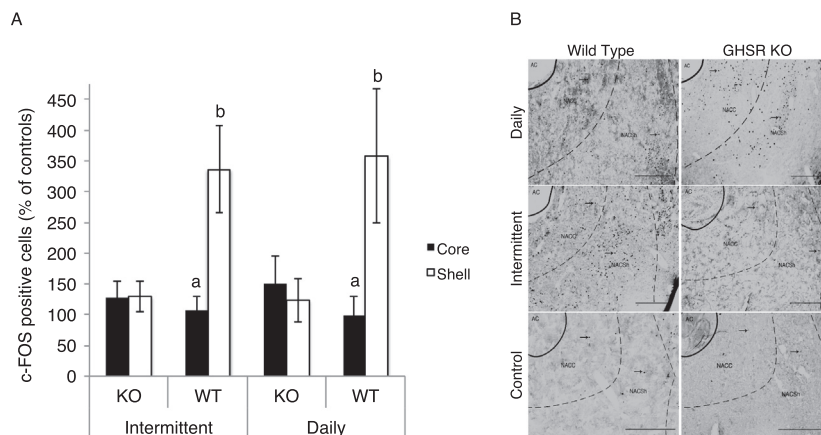 A
B
Wild Type
GHSR KO
Daily
Intermittent
Control
AC
NACC
NACSh
AC
NACC
NACSh
AC
NACC
NACSh
AC
NACC
NACSh
AC
NACC
NACSh
AC
NACC
NACSh
c-FOS positive cells (% of controls)
450
400
350
300
250
200
150
100
50
0
a
b
a
b
Core
Shell
KO
WT
KO
WT
Intermittent
Daily